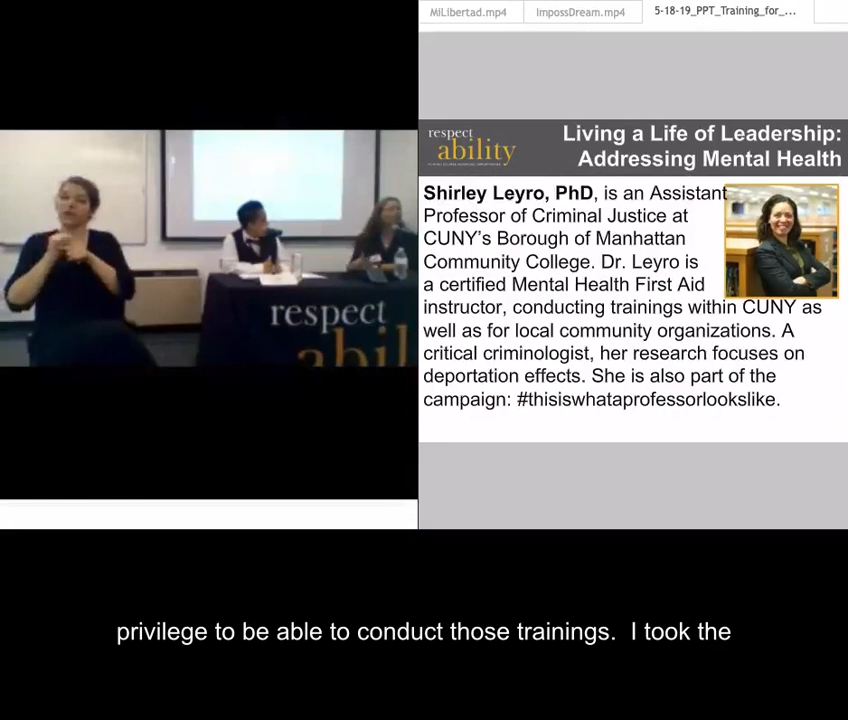 MiLibertad.mp4
ImpossDream.mp4
5-18-19_PPT_Training_for_...
respect
ability
Living a Life of Leadership:
Addressing Mental Health
Shirley Leyro, PhD, is an Assistant
Professor of Criminal Justice at
CUNY's Borough of Manhattan
Community College. Dr. Leyro is
a certified Mental Health First Aid
instructor, conducting trainings within CUNY as
well as for local community organizations. A
critical criminologist, her research focuses on
deportation effects. She is also part of the
campaign: #thisiswhataprofessorlookslike.
respect
abil
privilege to be able to conduct those trainings.  I took the